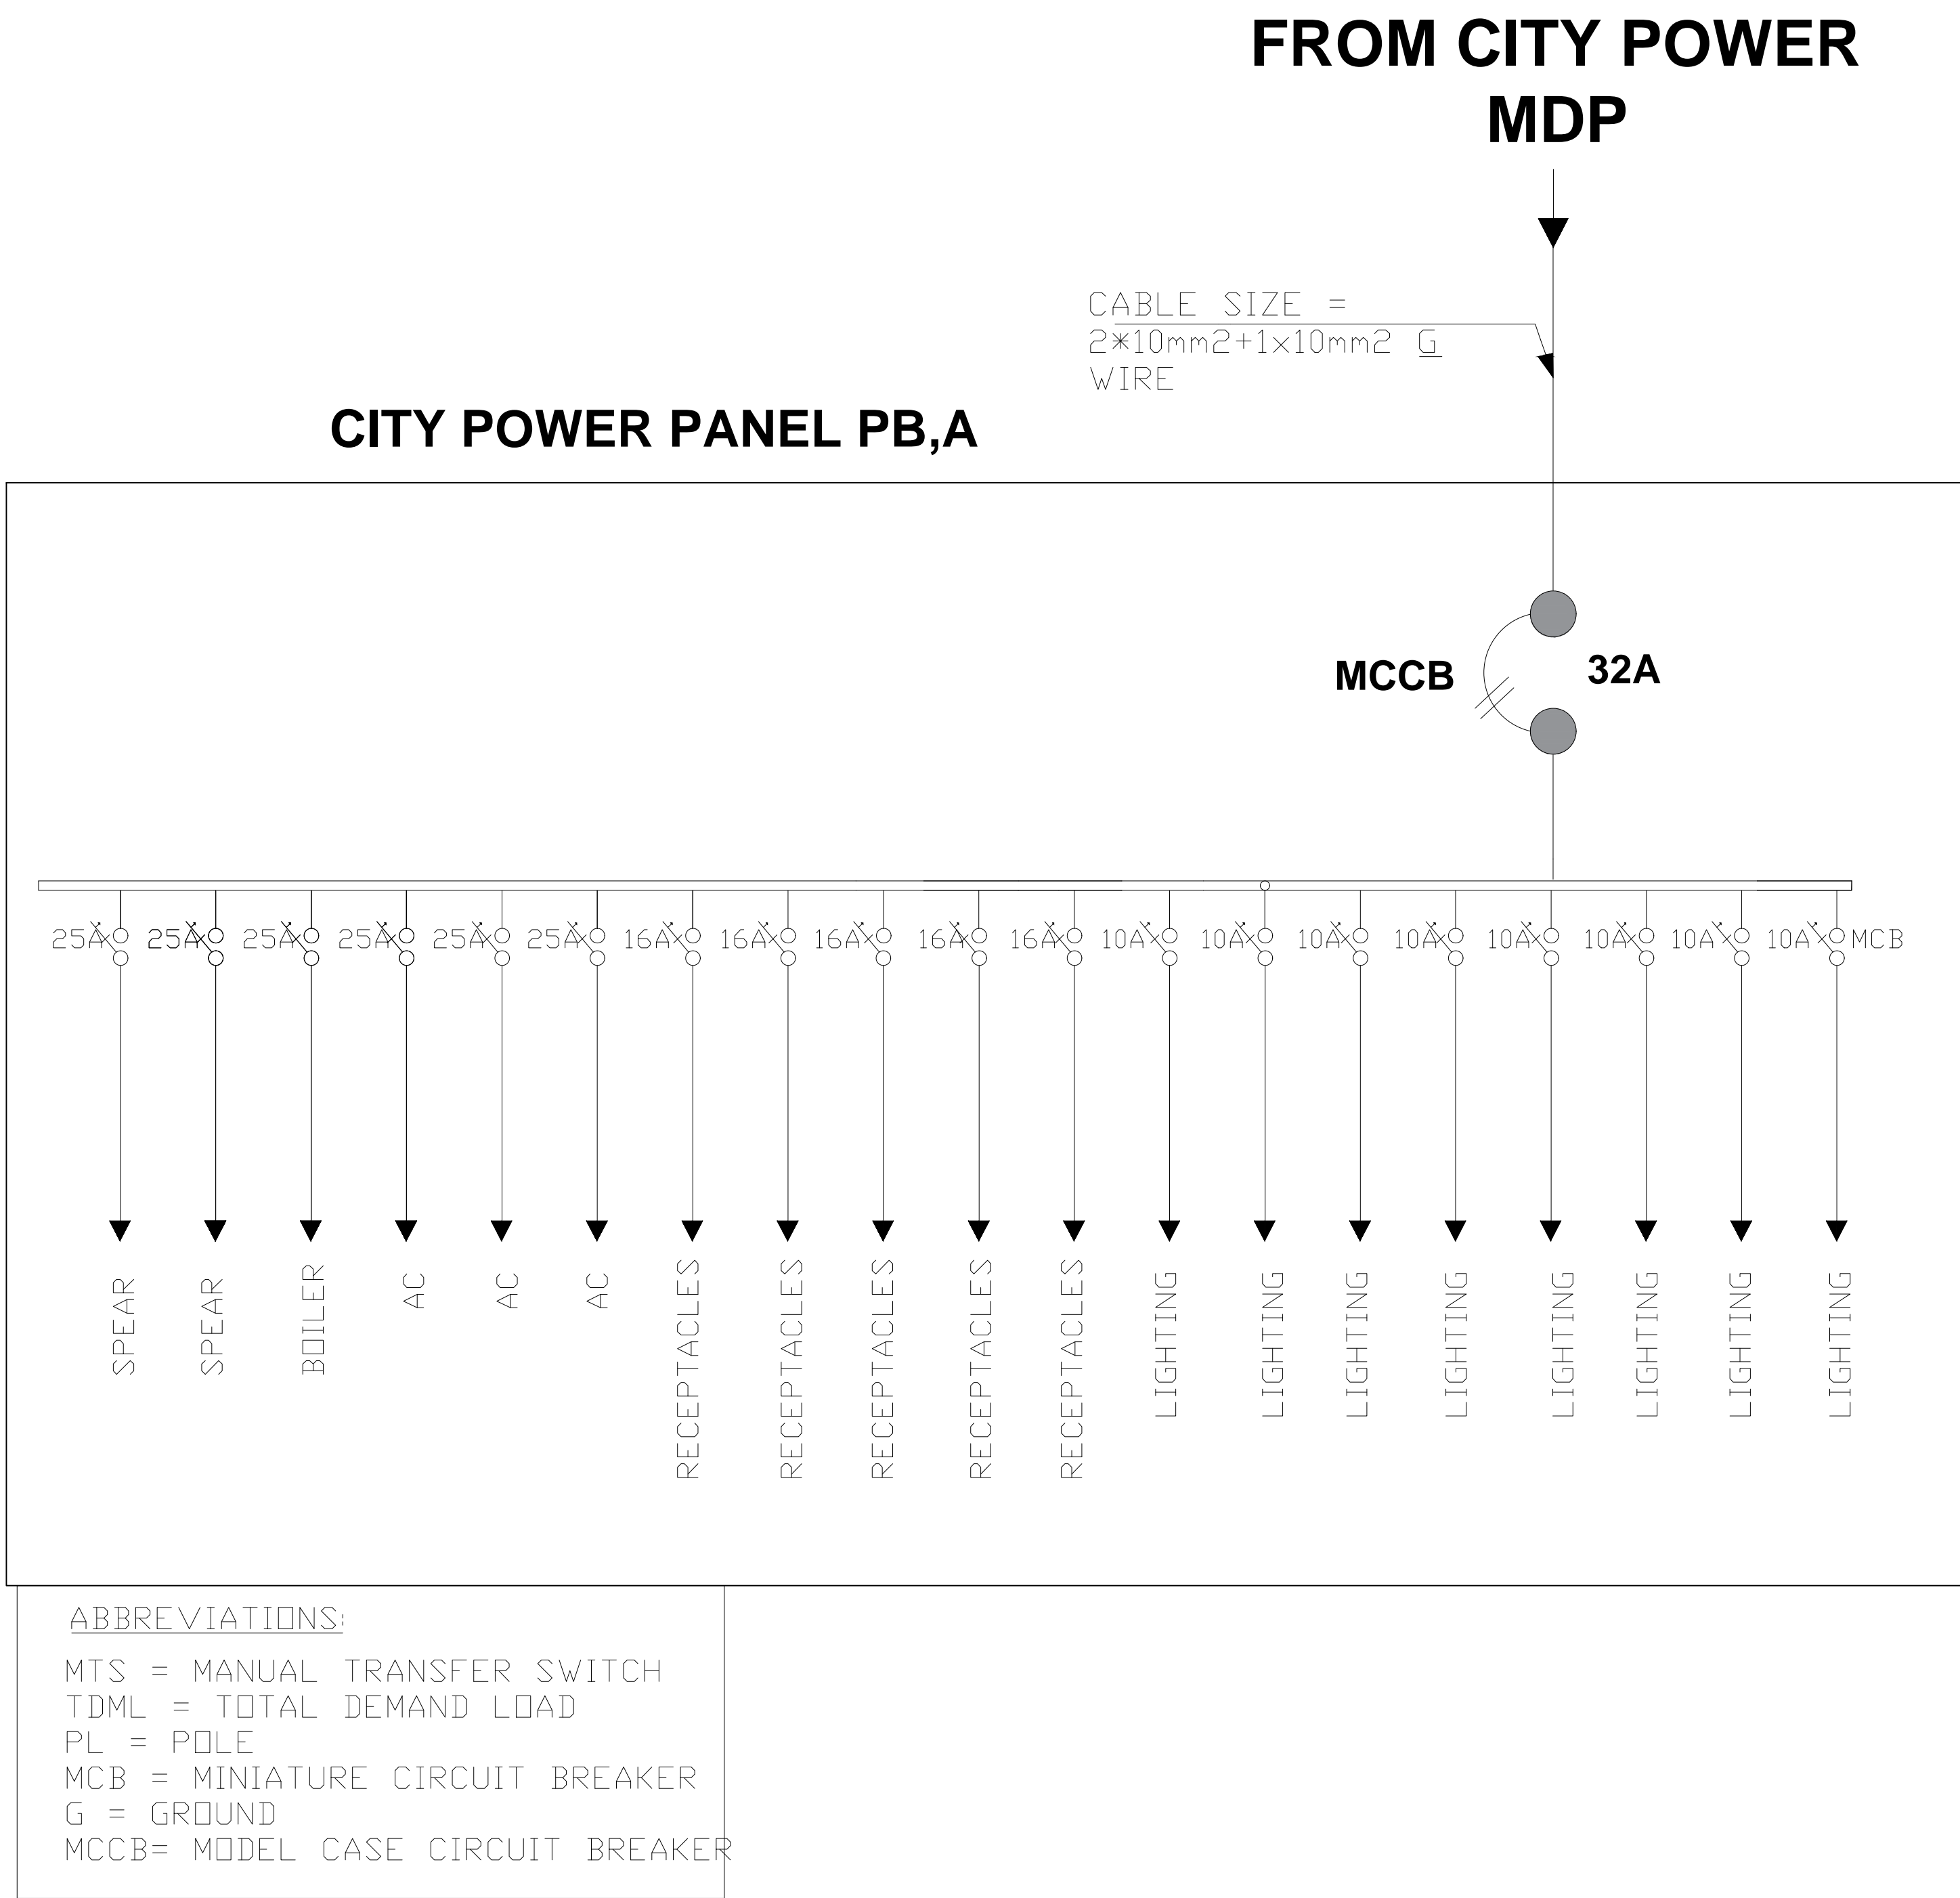 FROM CITY POWER
MDP
CABLE SIZE =
2*10mm2+1x10mm2 G
WIRE
CITY POWER PANEL PB,A
MCCB
32A
25A 25A 25A 25A 25A 25A 16A 16A 16A 16A 16A 10A 10A 10A 10A 10A 10A 10A 10A MCB
SPEAR
SPEAR
BOILER
AC
AC
AC
RECEPTACLES
RECEPTACLES
RECEPTACLES
RECEPTACLES
RECEPTACLES
LIGHTING
LIGHTING
LIGHTING
LIGHTING
LIGHTING
LIGHTING
LIGHTING
LIGHTING
ABBREVIATIONS:
MTS = MANUAL TRANSFER SWITCH
TDML = TOTAL DEMAND LOAD
PL = POLE
MCB = MINIATURE CIRCUIT BREAKER
G = GROUND
MCCB= MODEL CASE CIRCUIT BREAKER